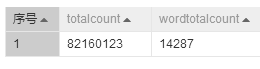 序号 totalcount wordtotalcount
1 82160123 14287